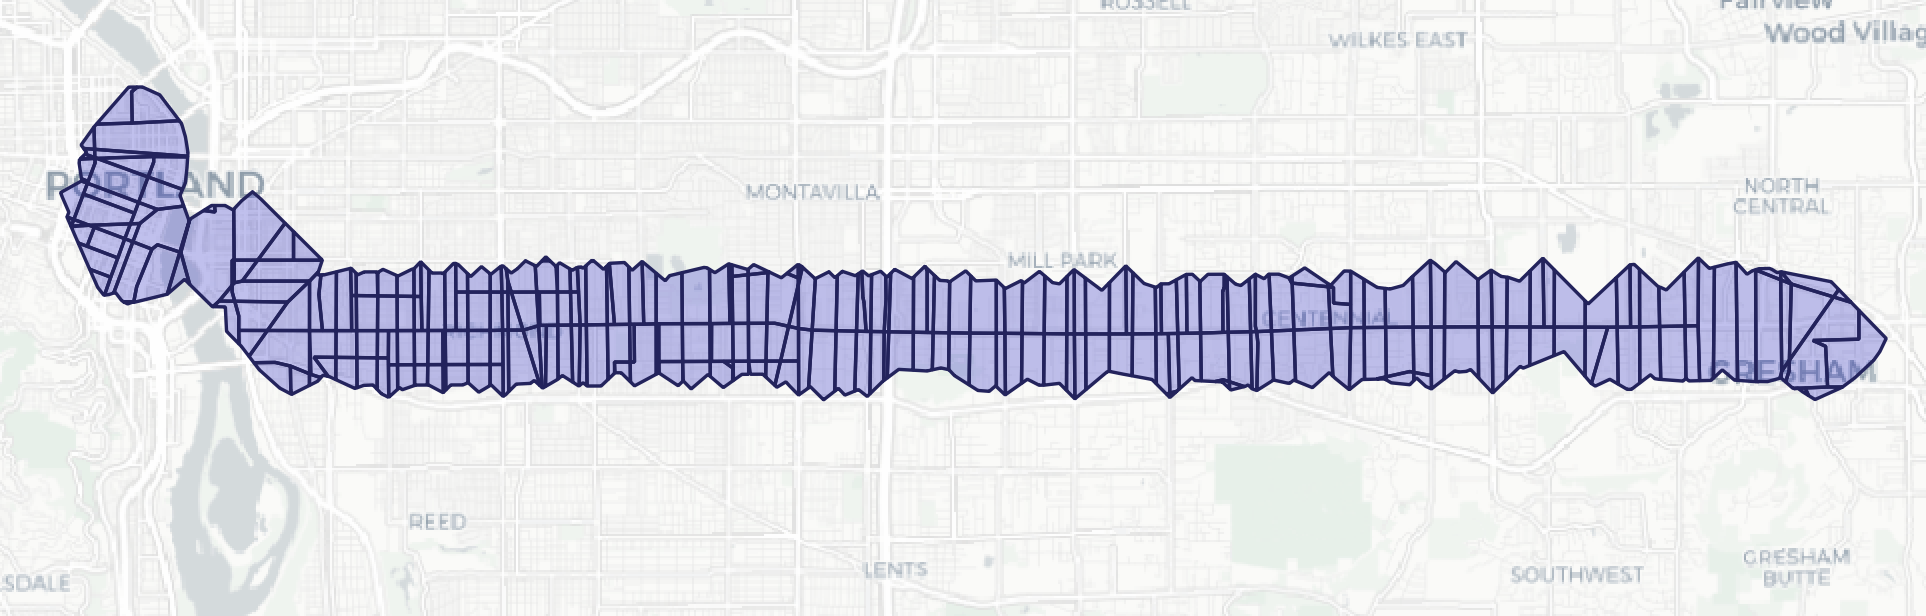 ROSSELL
Fairview
WILKES EAST
Wood Villag
PORTLAND
MONTAVILLA
NORTH
CENTRAL
MILL PARK
CENTENNIAL
GRESHAM
REED
LENTS
SOUTHWEST
GRESHAM
BUTTE
SDALE